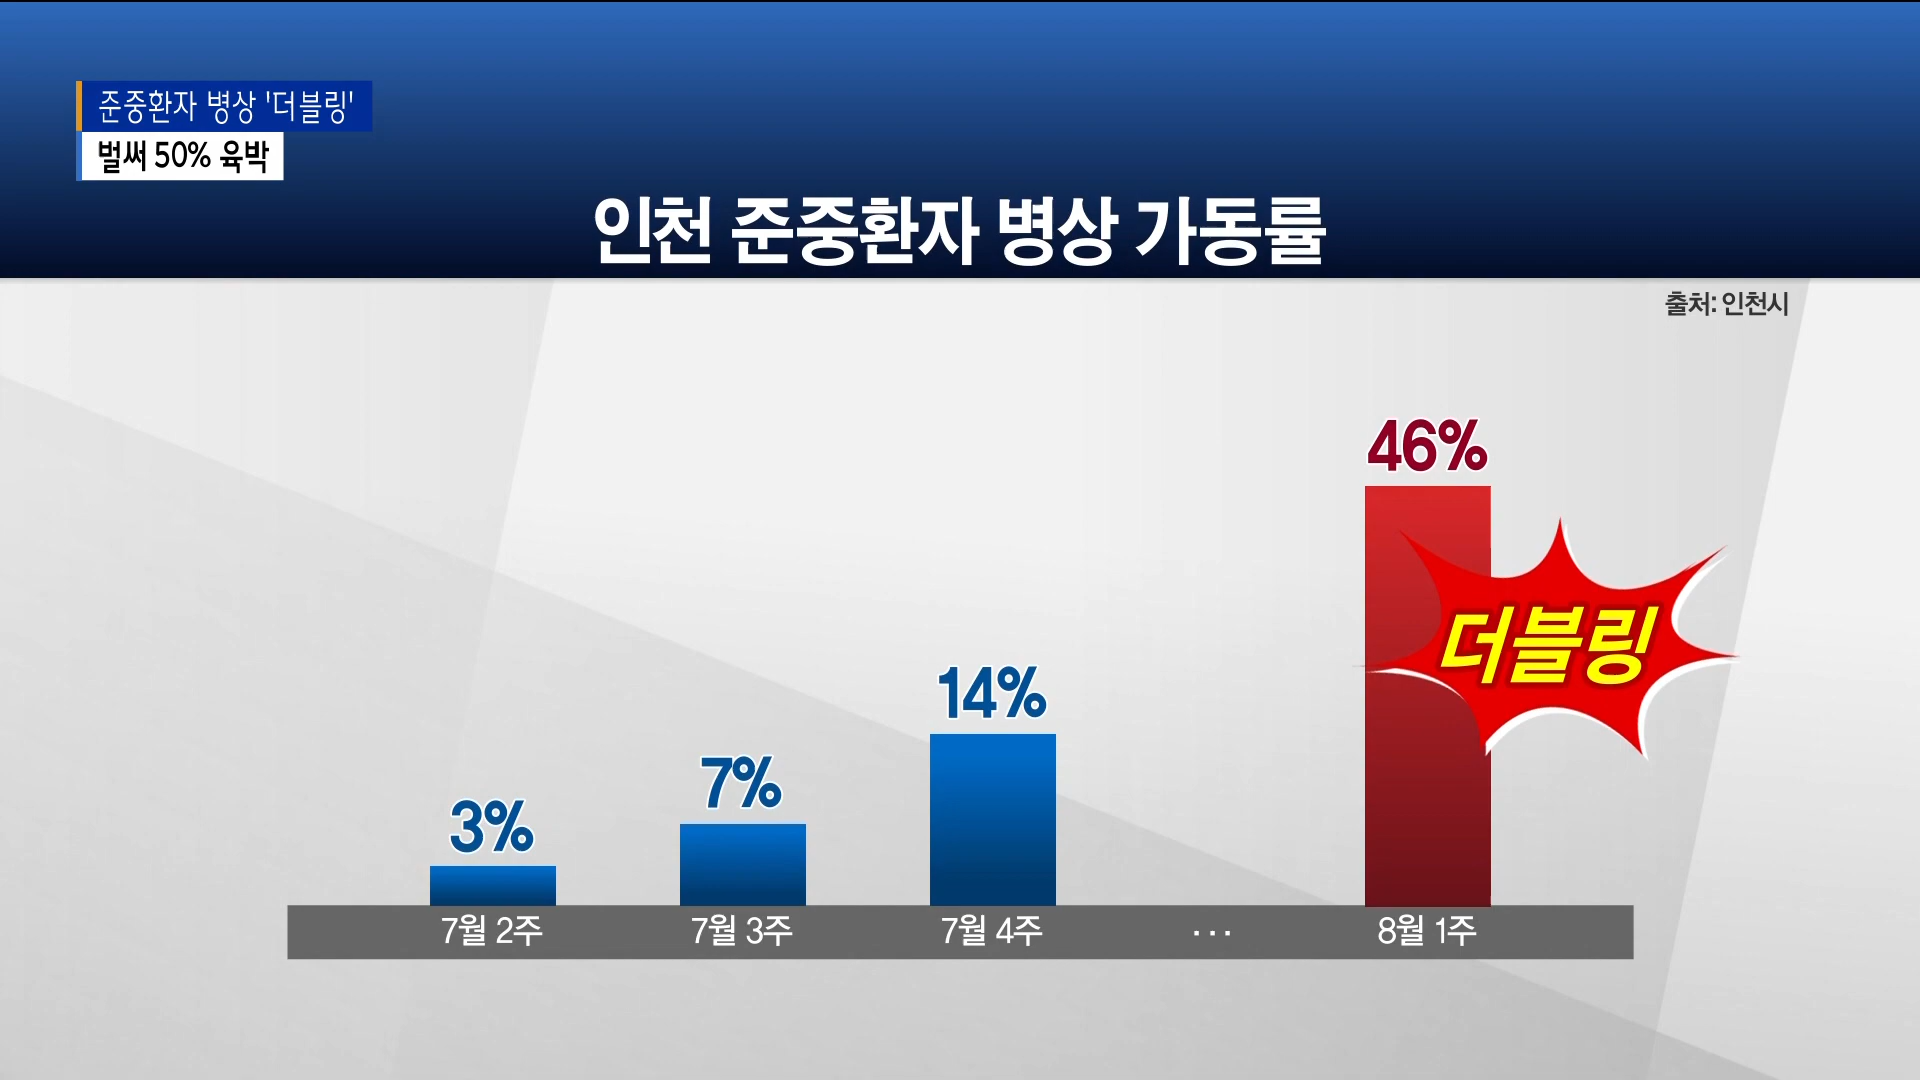 준중환자 병상 '더블링'
벌써 50% 육박
인천 준중환자 병상 가동률
출처: 인천시
46%
더블링
14%
7%
3%
7월 2주 7월 3주 7월 4주 ... 8월 1주